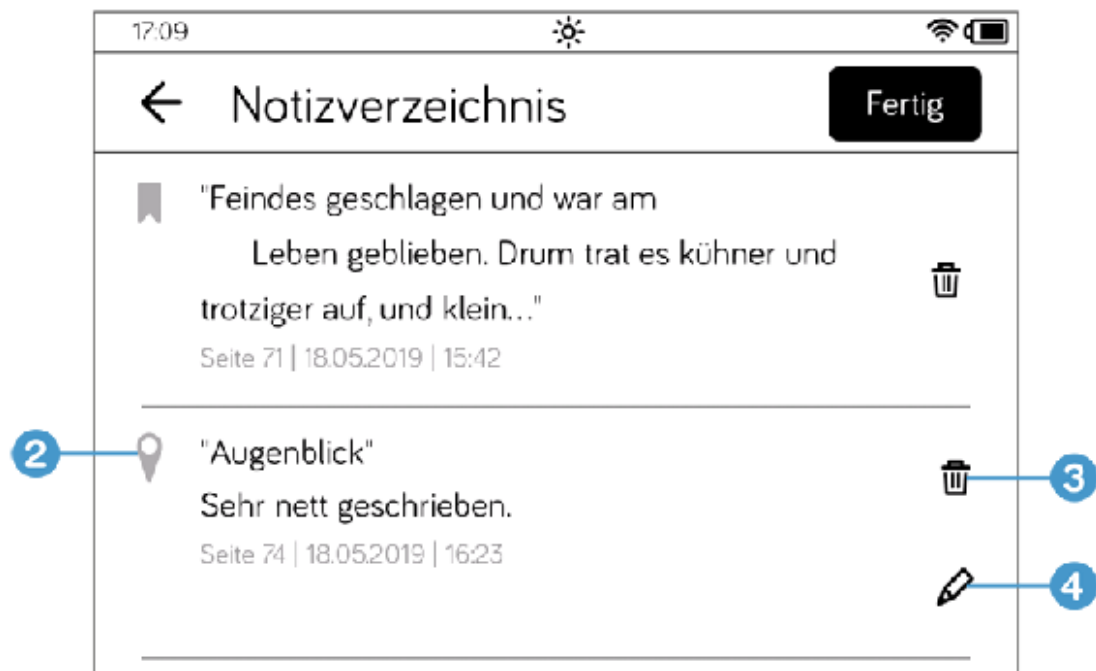 17:09
Notizverzeichnis
Fertig
"Feindes geschlagen und war am
Leben geblieben. Drum trat es kühner und
trotziger auf, und klein..."
Seite 71 | 18.05.2019 | 15:42
2
"Augenblick"
3
Sehr nett geschrieben.
Seite 74 | 18.05.2019 | 16:23
4